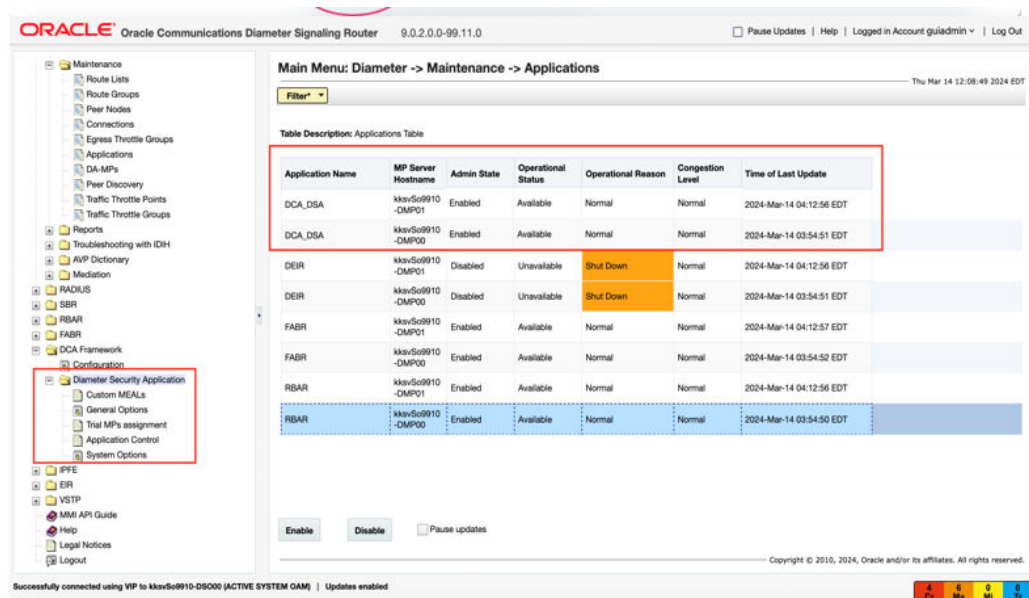 ORACLE Oracle Communications Diameter Signaling Router 9.0.2.0.0-99.11.0
Pause Updates | Help | Logged in Account guiadmin | Log Out
Maintenance
Route Lists
Route Groups
Peer Nodes
Connections
Egress Throttle Groups
Applications
DA-MPs
Peer Discovery
Traffic Throttle Points
Traffic Throttle Groups
Reports
Troubleshooting with IDIH
AVP Dictionary
Mediation
RADIUS
SBR
RBAR
FABR
DCA Framework
Configuration
Diameter Security Application
Custom MEALs
General Options
Trial MPs assignment
Application Control
System Options
IPFE
EIR
VSTP
MMI API Guide
Help
Legal Notices
Logout
Main Menu: Diameter -> Maintenance -> Applications
Thu Mar 14 12:08:49 2024 EDT
Filter*
Table Description: Applications Table
Application Name MP Server Hostname Admin State Operational Status Operational Reason Congestion Level Time of Last Update
DCA_DSA kksvSo9910-DMP01 Enabled Available Normal Normal 2024-Mar-14 04:12:56 EDT
DCA_DSA kksvSo9910-DMP00 Enabled Available Normal Normal 2024-Mar-14 03:54:51 EDT
DEIR kksvSo9910-DMP01 Disabled Unavailable Shut Down Normal 2024-Mar-14 04:12:56 EDT
DEIR kksvSo9910-DMP00 Disabled Unavailable Shut Down Normal 2024-Mar-14 03:54:51 EDT
FABR kksvSo9910-DMP01 Enabled Available Normal Normal 2024-Mar-14 04:12:57 EDT
FABR kksvSo9910-DMP00 Enabled Available Normal Normal 2024-Mar-14 03:54:52 EDT
RBAR kksvSo9910-DMP01 Enabled Available Normal Normal 2024-Mar-14 04:12:56 EDT
RBAR kksvSo9910-DMP00 Enabled Available Normal Normal 2024-Mar-14 03:54:50 EDT
Enable Disable Pause updates
Copyright © 2010, 2024, Oracle and/or its affiliates. All rights reserved.
Successfully connected using VIP to kksvSo9910-DSO00 (ACTIVE SYSTEM OAM) | Updates enabled
4 6 0 0
Cr Ma Mi Tr